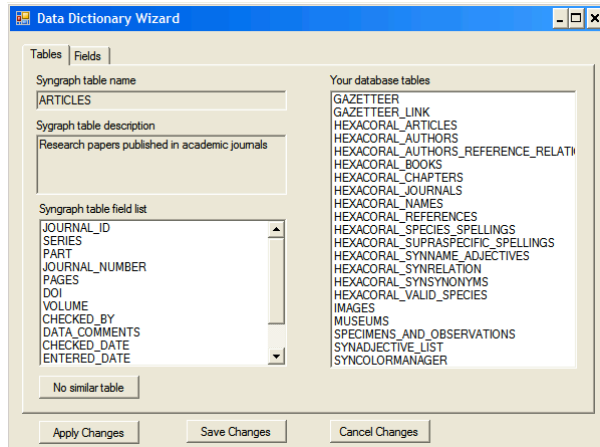 Data Dictionary Wizard
Tables
Fields
Syngraph table name
ARTICLES
Sygraph table description
Research papers published in academic journals
Syngraph table field list
JOURNAL_ID
SERIES
PART
JOURNAL_NUMBER
PAGES
DOI
VOLUME
CHECKED_BY
DATA_COMMENTS
CHECKED_DATE
ENTERED_DATE
No similar table
Your database tables
GAZETTEER
GAZETTEER_LINK
HEXACORAL_ARTICLES
HEXACORAL_AUTHORS
HEXACORAL_AUTHORS_REFERENCE_RELATI
HEXACORAL_BOOKS
HEXACORAL_CHAPTERS
HEXACORAL_JOURNALS
HEXACORAL_NAMES
HEXACORAL_REFERENCES
HEXACORAL_SPECIES_SPELLINGS
HEXACORAL_SUPRASPECIFIC_SPELLINGS
HEXACORAL_SYNNAME_ADJECTIVES
HEXACORAL_SYNRELATION
HEXACORAL_SYNSYNONYMS
HEXACORAL_VALID_SPECIES
IMAGES
MUSEUMS
SPECIMENS_AND_OBSERVATIONS
SYNADJECTIVE_LIST
SYNCOLORMANAGER
Apply Changes
Save Changes
Cancel Changes